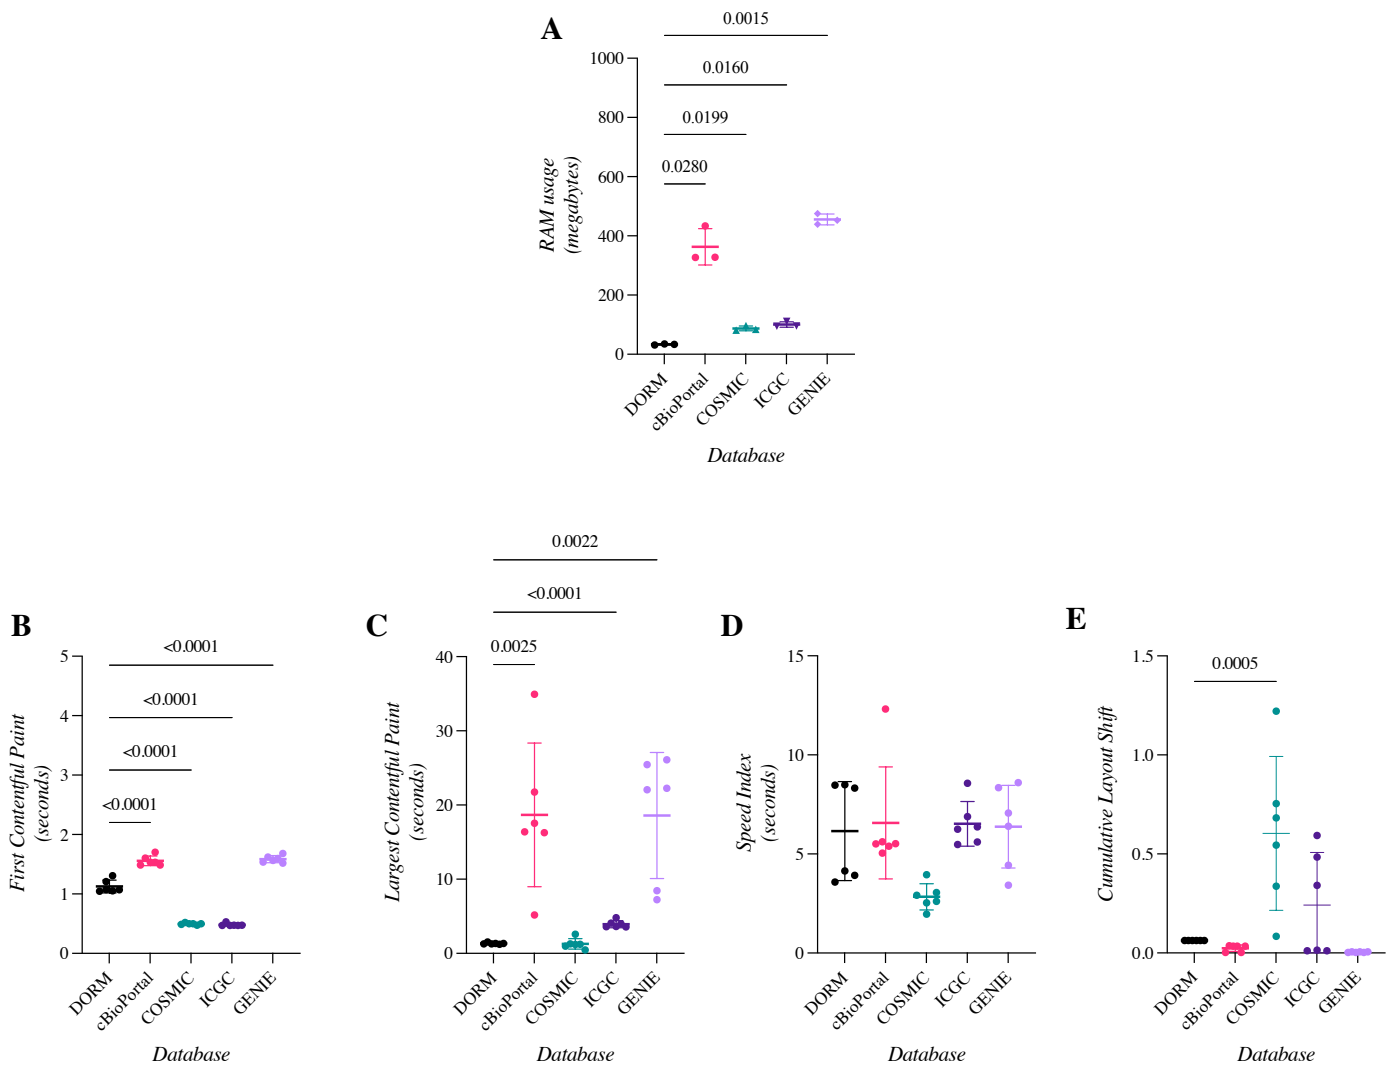 A
0.0015
0.0160
0.0199
0.0280
1000
800
600
400
200
0
RAM usage
(megabytes)
DORM
cBioPortal
COSMIC
ICGC
GENIE
Database
B
<0.0001
<0.0001
<0.0001
<0.0001
5
4
3
2
1
0
First Contentful Paint
(seconds)
DORM
cBioPortal
COSMIC
ICGC
GENIE
Database
C
0.0022
<0.0001
0.0025
40
30
20
10
0
Largest Contentful Paint
(seconds)
DORM
cBioPortal
COSMIC
ICGC
GENIE
Database
D
15
10
5
0
Speed Index
(seconds)
DORM
cBioPortal
COSMIC
ICGC
GENIE
Database
E
0.0005
1.5
1.0
0.5
0.0
Cumulative Layout Shift
DORM
cBioPortal
COSMIC
ICGC
GENIE
Database